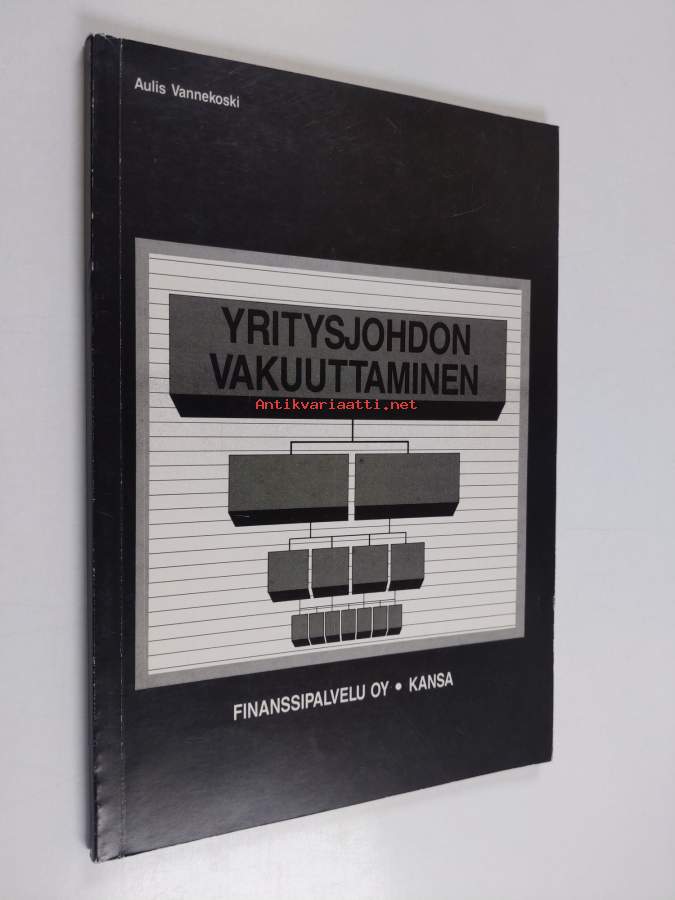 Aulis Vannekoski
YRITYSJOHDON
VAKUUTTAMINEN
Antikvariaatti.net
FINANSSIPALVELU OY • KANSA